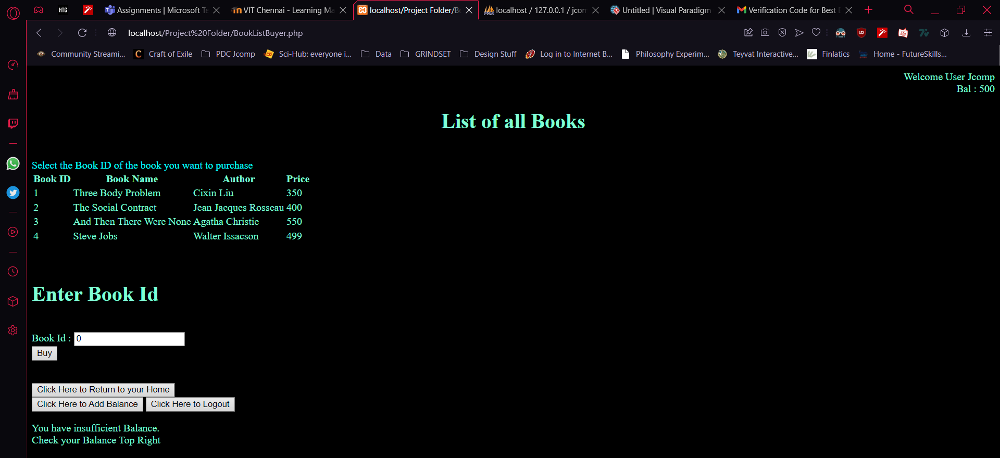 HTG
Assignments | Microsoft Te
VIT Chennai - Learning Ma
localhost/Project Folder/Bo
localhost / 127.0.0.1 / jcom
Untitled | Visual Paradigm
Verification Code for Best
localhost/Project%20Folder/BookListBuyer.php
Community Streami...
Craft of Exile
PDC Jcomp
Sci-Hub: everyone i...
Data
GRINDSET
Design Stuff
Log in to Internet B...
Philosophy Experim...
Teyvat Interactive...
Finlatics
Home - FutureSkills...
Welcome User Jcomp
Bal : 500
List of all Books
Select the Book ID of the book you want to purchase
Book ID Book Name Author Price
1 Three Body Problem Cixin Liu 350
2 The Social Contract Jean Jacques Rosseau 400
3 And Then There Were None Agatha Christie 550
4 Steve Jobs Walter Issacson 499
Enter Book Id
Book Id : 0
Buy
Click Here to Return to your Home
Click Here to Add Balance Click Here to Logout
You have insufficient Balance.
Check your Balance Top Right